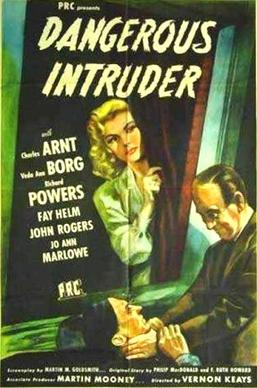 PRC presents
DANGEROUS
INTRUDER
with
Charles ARNT
Veda Ann BORG
Richard POWERS
FAY HELM
JOHN ROGERS
JO ANN MARLOWE
PRC
Screenplay by MARTIN M. GOLDSMITH... Original Story by PHILIP MacDONALD and F. RUTH HOWARD
Associate Producer MARTIN MOONEY... Directed by VERNON KEAYS